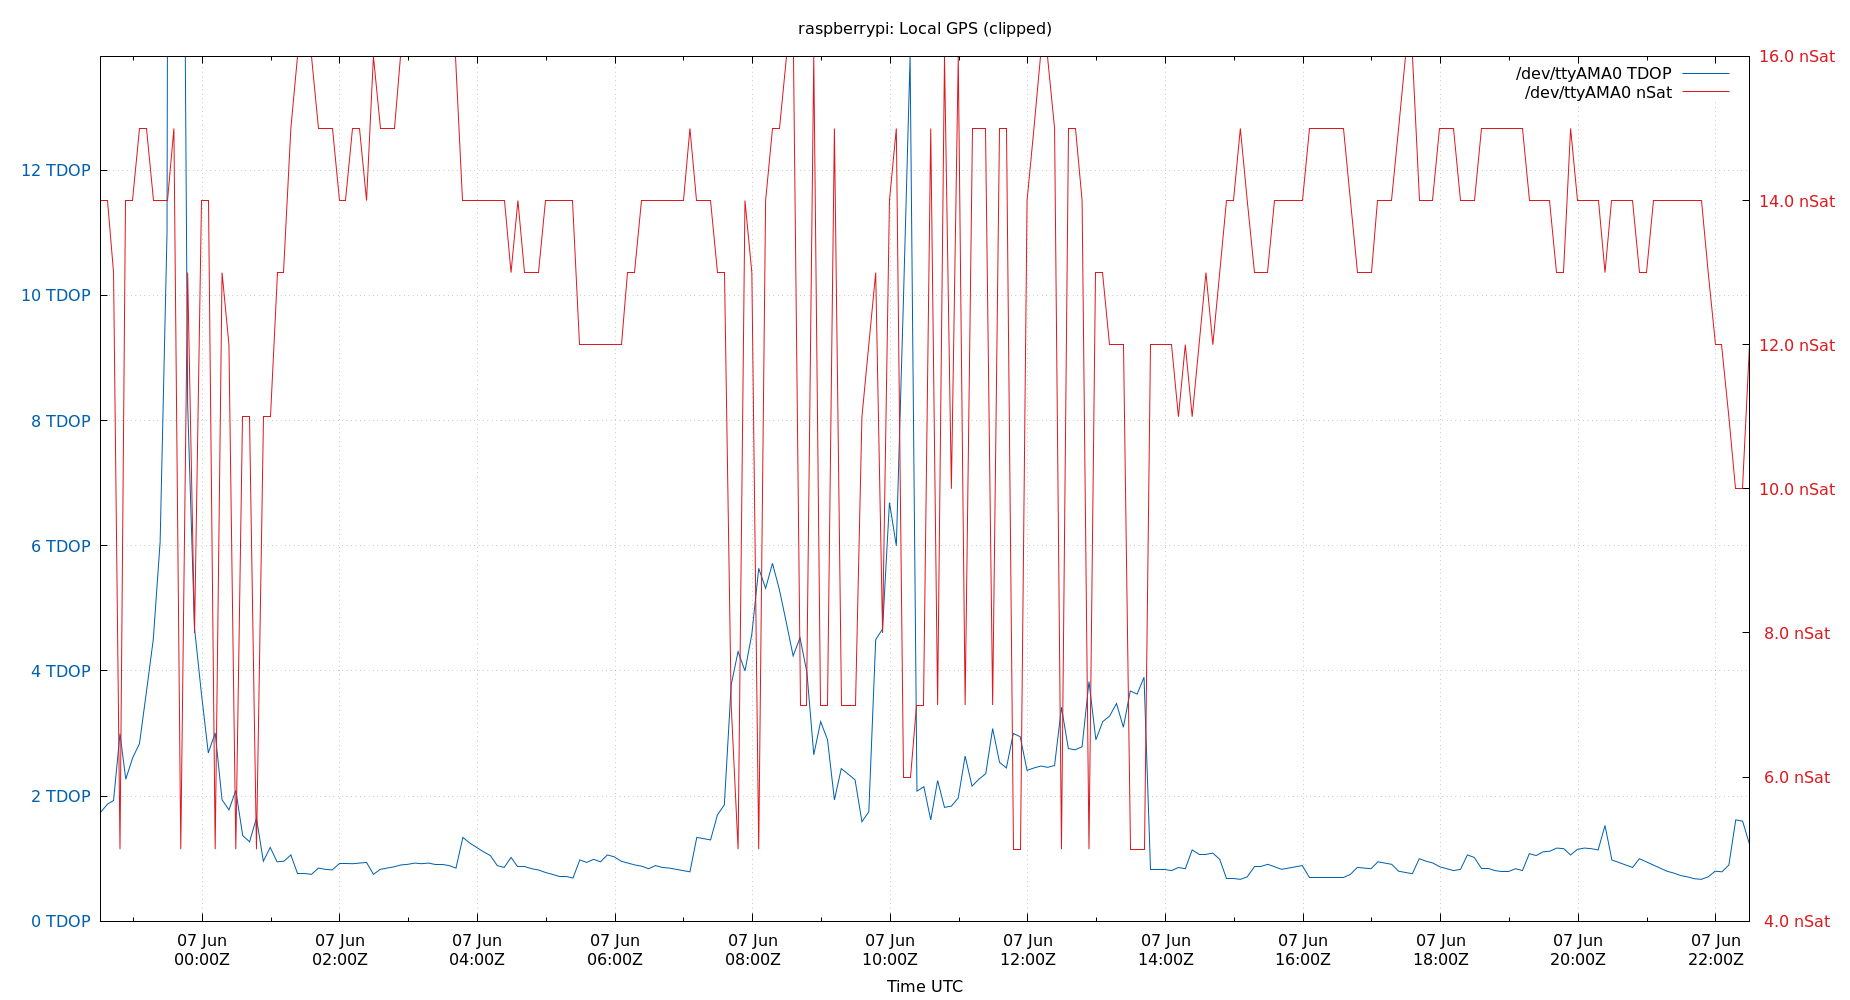 raspberrypi: Local GPS (clipped)
/dev/ttyAMA0 TDOP
/dev/ttyAMA0 nSat
12 TDOP
10 TDOP
8 TDOP
6 TDOP
4 TDOP
2 TDOP
0 TDOP
16.0 nSat
14.0 nSat
12.0 nSat
10.0 nSat
8.0 nSat
6.0 nSat
4.0 nSat
07 Jun 07 Jun 07 Jun 07 Jun 07 Jun 07 Jun 07 Jun 07 Jun 07 Jun 07 Jun 07 Jun 07 Jun
00:00Z 02:00Z 04:00Z 06:00Z 08:00Z 10:00Z 12:00Z 14:00Z 16:00Z 18:00Z 20:00Z 22:00Z
Time UTC